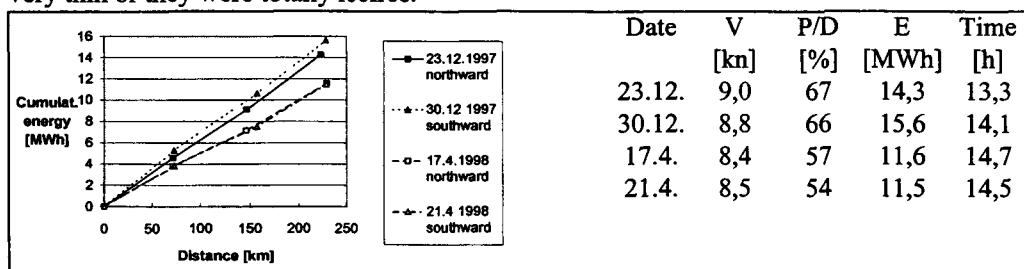 very thin or they were totally icefree.
16
14
12
10
8
6
4
2
0
Cumulat.
energy
[MWh]
0 50 100 150 200 250
Distance [km]
23.12.1997
northward
30.12 1997
southward
17.4.1998
northward
21.4 1998
southward
Date V P/D E Time
[kn] [%] [MWh] [h]
23.12. 9,0 67 14,3 13,3
30.12. 8,8 66 15,6 14,1
17.4. 8,4 57 11,6 14,7
21.4. 8,5 54 11,5 14,5